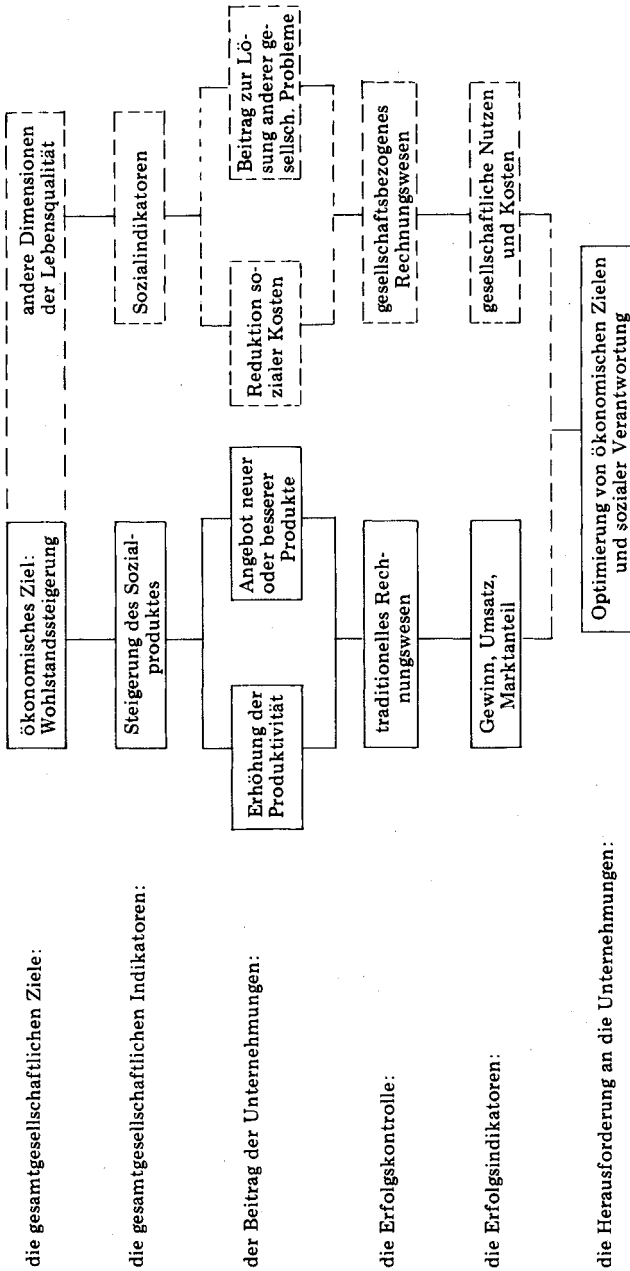 die gesamtgesellschaftlichen Ziele:
ökonomisches Ziel:
Wohlstandssteigerung
andere Dimensionen
der Lebensqualität
die gesamtgesellschaftlichen Indikatoren:
Steigerung des Sozial-
produktes
Sozialindikatoren
der Beitrag der Unternehmungen:
Erhöhung der
Produktivität
Angebot neuer
oder besserer
Produkte
Reduktion so-
zialer Kosten
Beitrag zur Lö-
sung anderer ge-
sellsch. Probleme
die Erfolgskontrolle:
traditionelles Rech-
nungswesen
gesellschaftsbezogenes
Rechnungswesen
die Erfolgsindikatoren:
Gewinn, Umsatz,
Marktanteil
gesellschaftliche Nutzen
und Kosten
die Herausforderung an die Unternehmungen:
Optimierung von ökonomischen Zielen
und sozialer Verantwortung